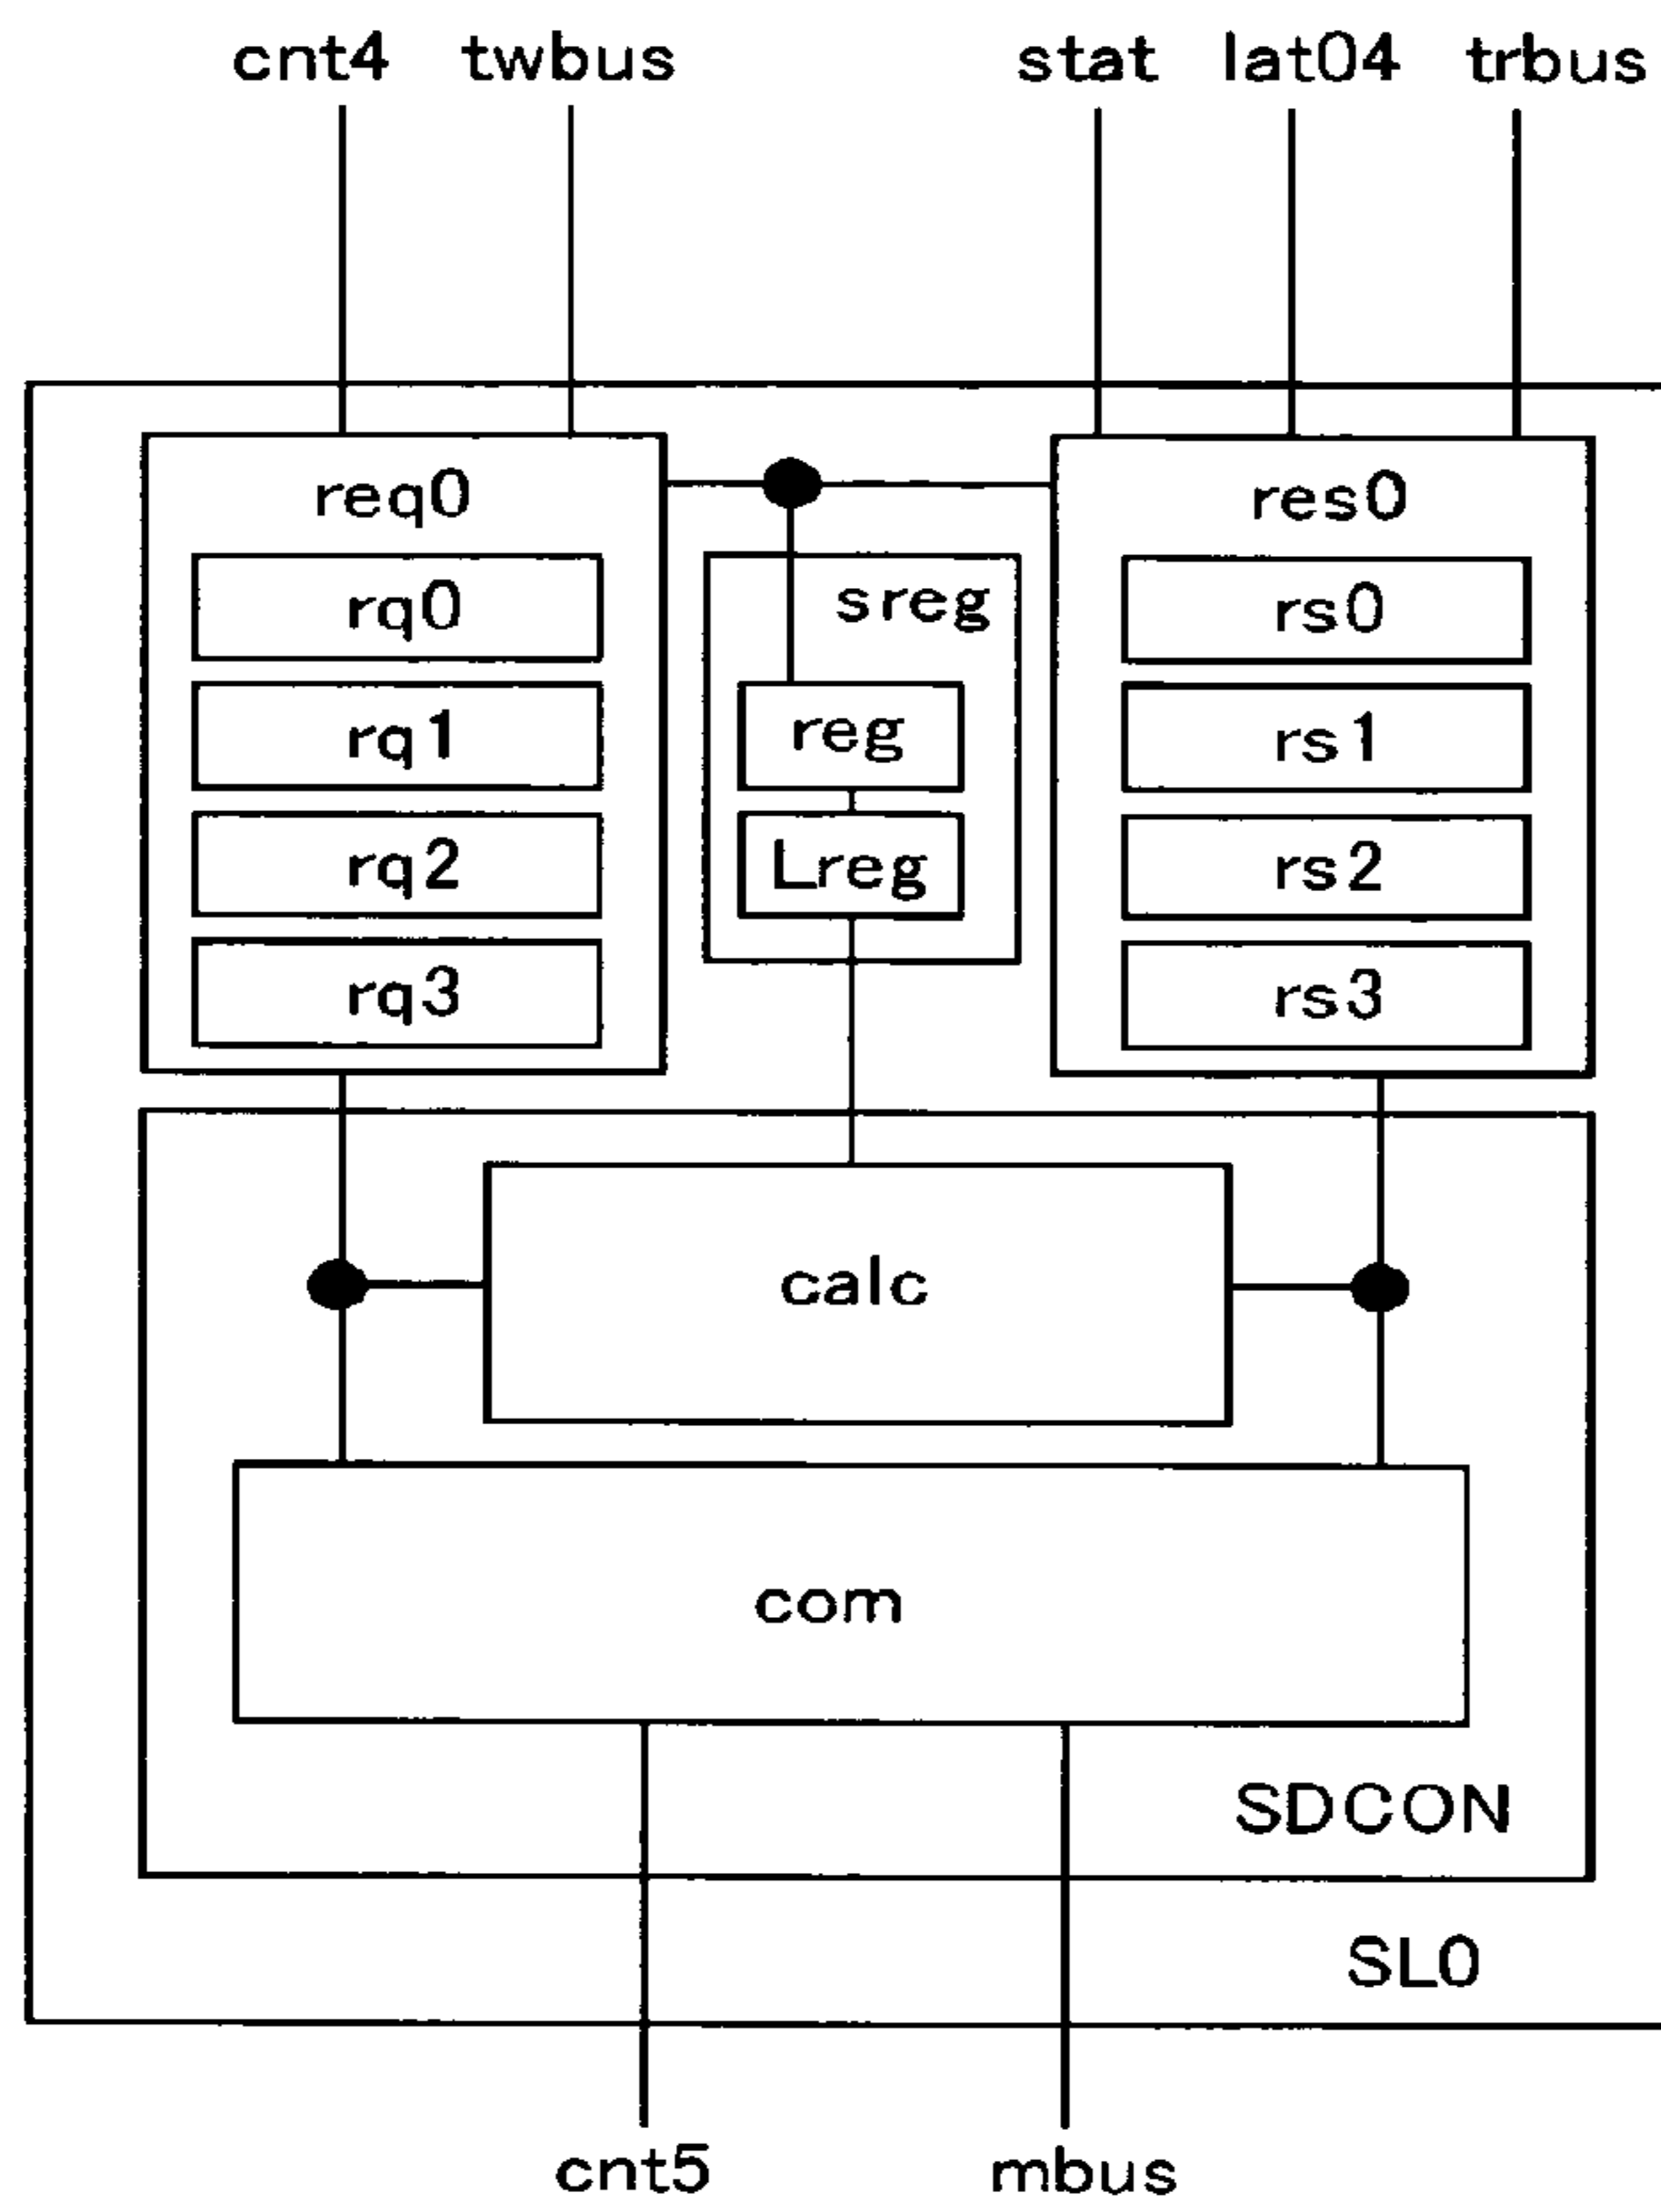 cnt4 twbus stat lat04 trbus
req0 res0
sreg
rq0 rs0
rq1 reg rs1
rq2 Lreg rs2
rq3 rs3
calc
com
SDCON
SL0
cnt5 mbus